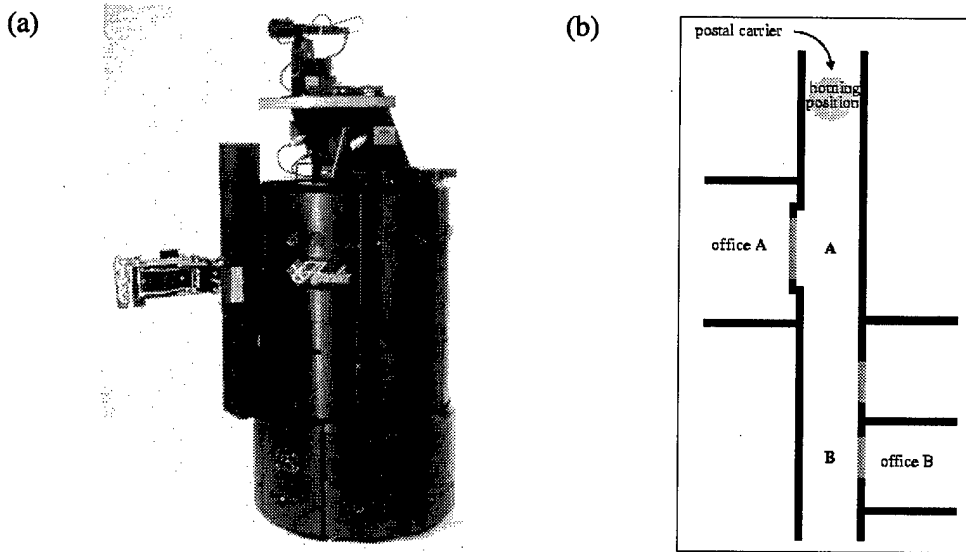 (a)
(b)
postal carrier
homing
position
office A
A
B
office B